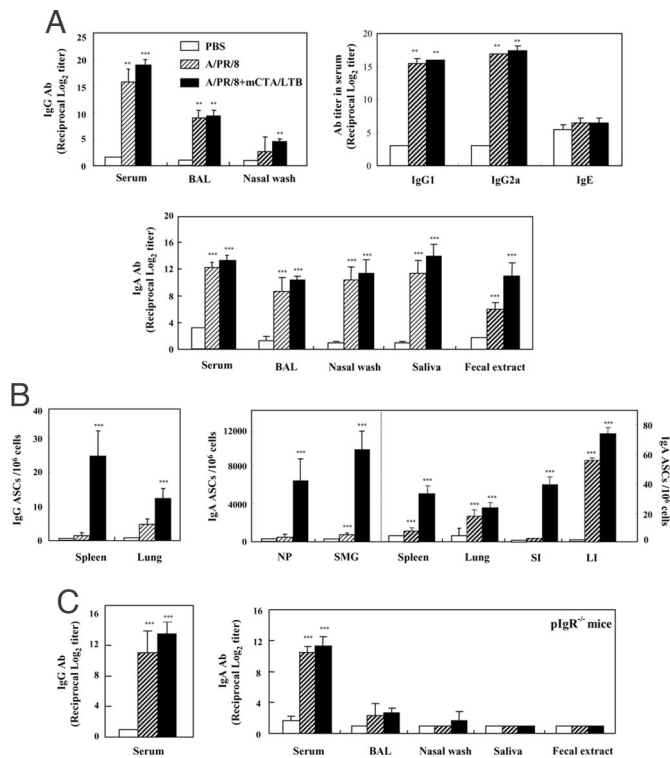 A
IgG Ab
(Reciprocal Log2 titer)
25
20
15
10
5
0
** *** ** ** **
PBS
A/PR/8
A/PR/8+mCTA/LTB
Serum BAL Nasal wash
Ab titer in serum
(Reciprocal Log2 titer)
20
15
10
5
0
** ** ** **
IgG1 IgG2a IgE
IgA Ab
(Reciprocal Log2 titer)
20
16
12
8
4
0
*** *** *** *** *** *** *** *** *** ***
Serum BAL Nasal wash Saliva Fecal extract
B
IgG ASCs /10^6 cells
40
30
20
10
0
*** ***
Spleen Lung
IgA ASCs /10^6 cells
12000
8000
4000
0
*** *** *** *** *** *** *** *** *** ***
NP SMG Spleen Lung SI LI
80
60
40
20
0
IgA ASCs /10^6 cells
C
IgG Ab
(Reciprocal Log2 titer)
16
12
8
4
0
*** ***
Serum
IgA Ab
(Reciprocal Log2 titer)
16
12
8
4
0
*** ***
pIgR-/- mice
Serum BAL Nasal wash Saliva Fecal extract